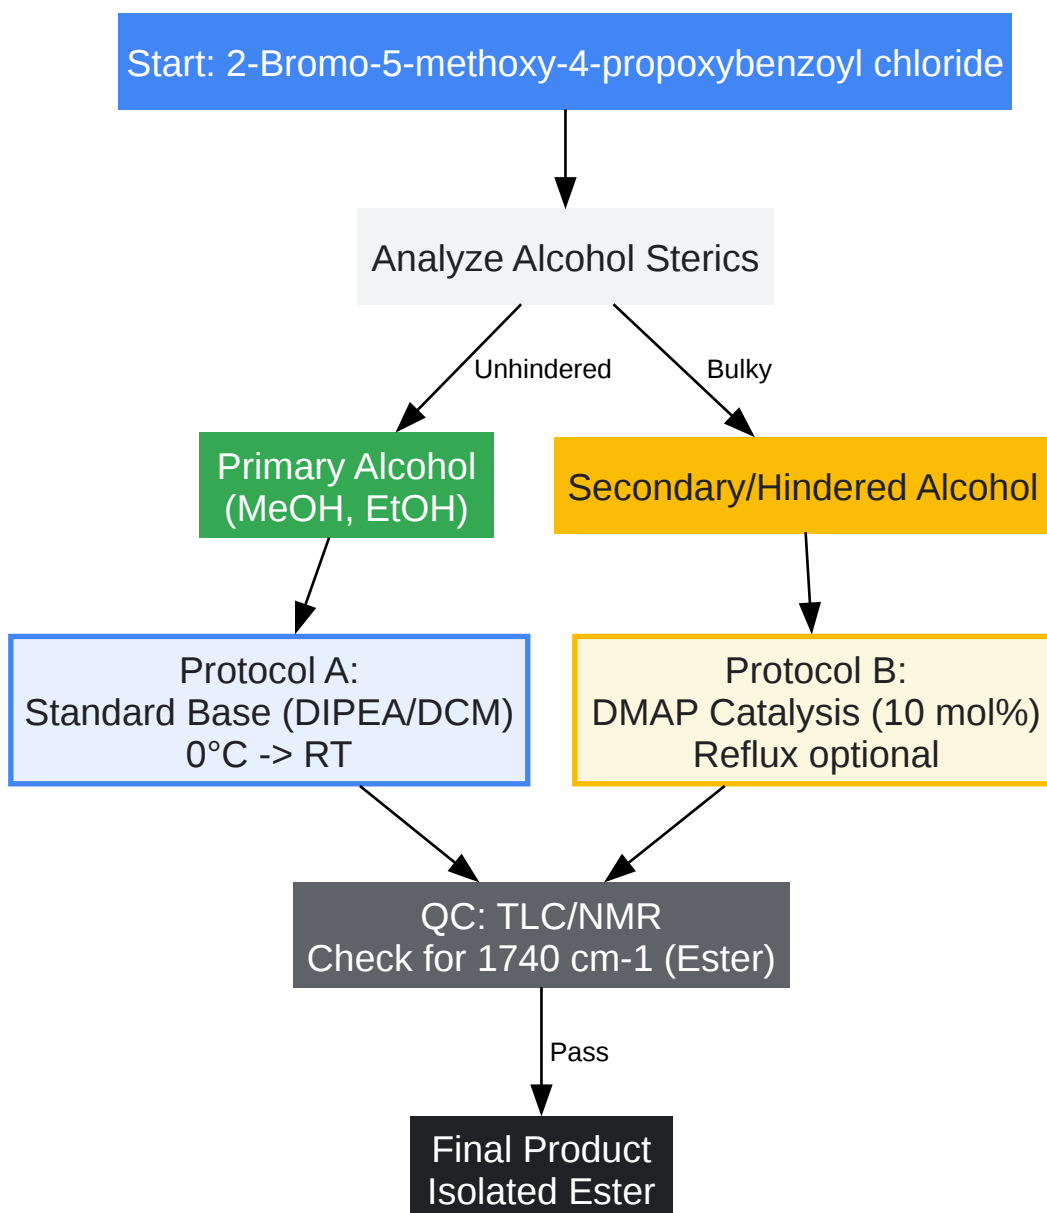 Start: 2-Bromo-5-methoxy-4-propoxybenzoyl chloride
Analyze Alcohol Sterics
Unhindered
Bulky
Primary Alcohol
(MeOH, EtOH)
Secondary/Hindered Alcohol
Protocol A:
Standard Base (DIPEA/DCM)
0°C -> RT
Protocol B:
DMAP Catalysis (10 mol%)
Reflux optional
QC: TLC/NMR
Check for 1740 cm-1 (Ester)
Pass
Final Product
Isolated Ester